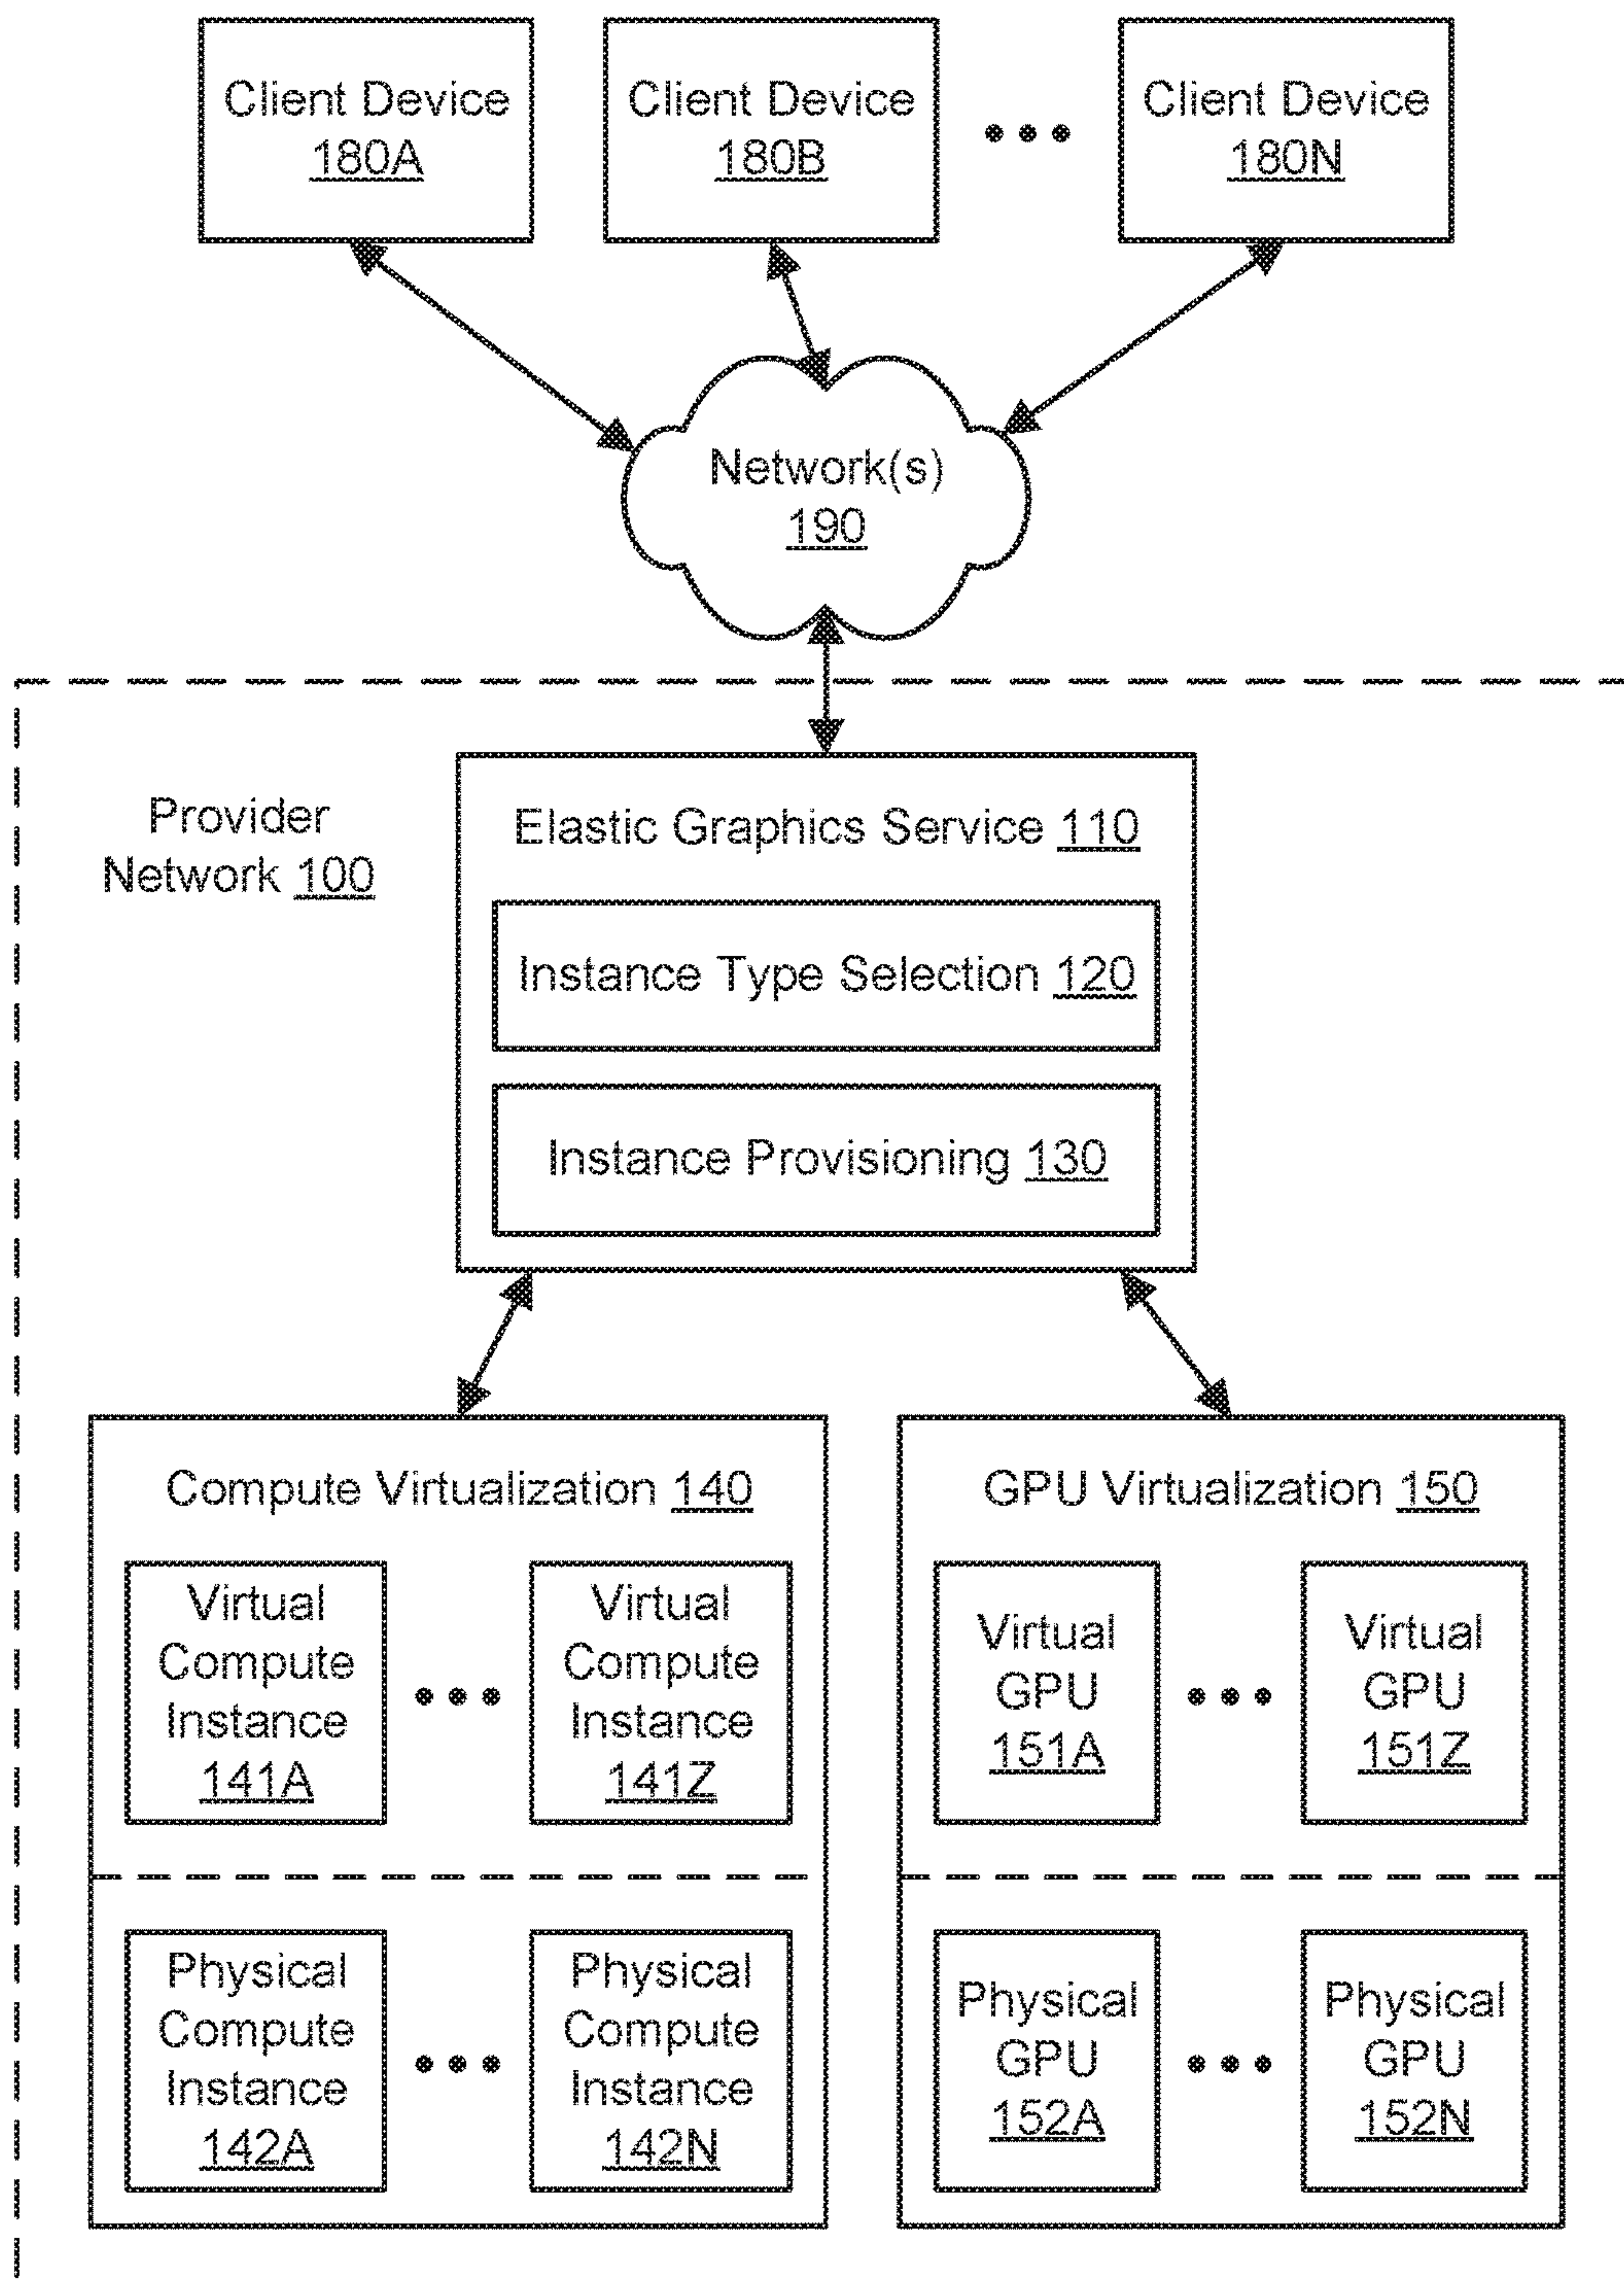 Client Device
180A
Client Device
180B
Client Device
180N
Network(s)
190
Provider
Network 100
Elastic Graphics Service 110
Instance Type Selection 120
Instance Provisioning 130
Compute Virtualization 140
Virtual
Compute
Instance
141A
Virtual
Compute
Instance
141Z
Physical
Compute
Instance
142A
Physical
Compute
Instance
142N
GPU Virtualization 150
Virtual
GPU
151A
Virtual
GPU
151Z
Physical
GPU
152A
Physical
GPU
152N